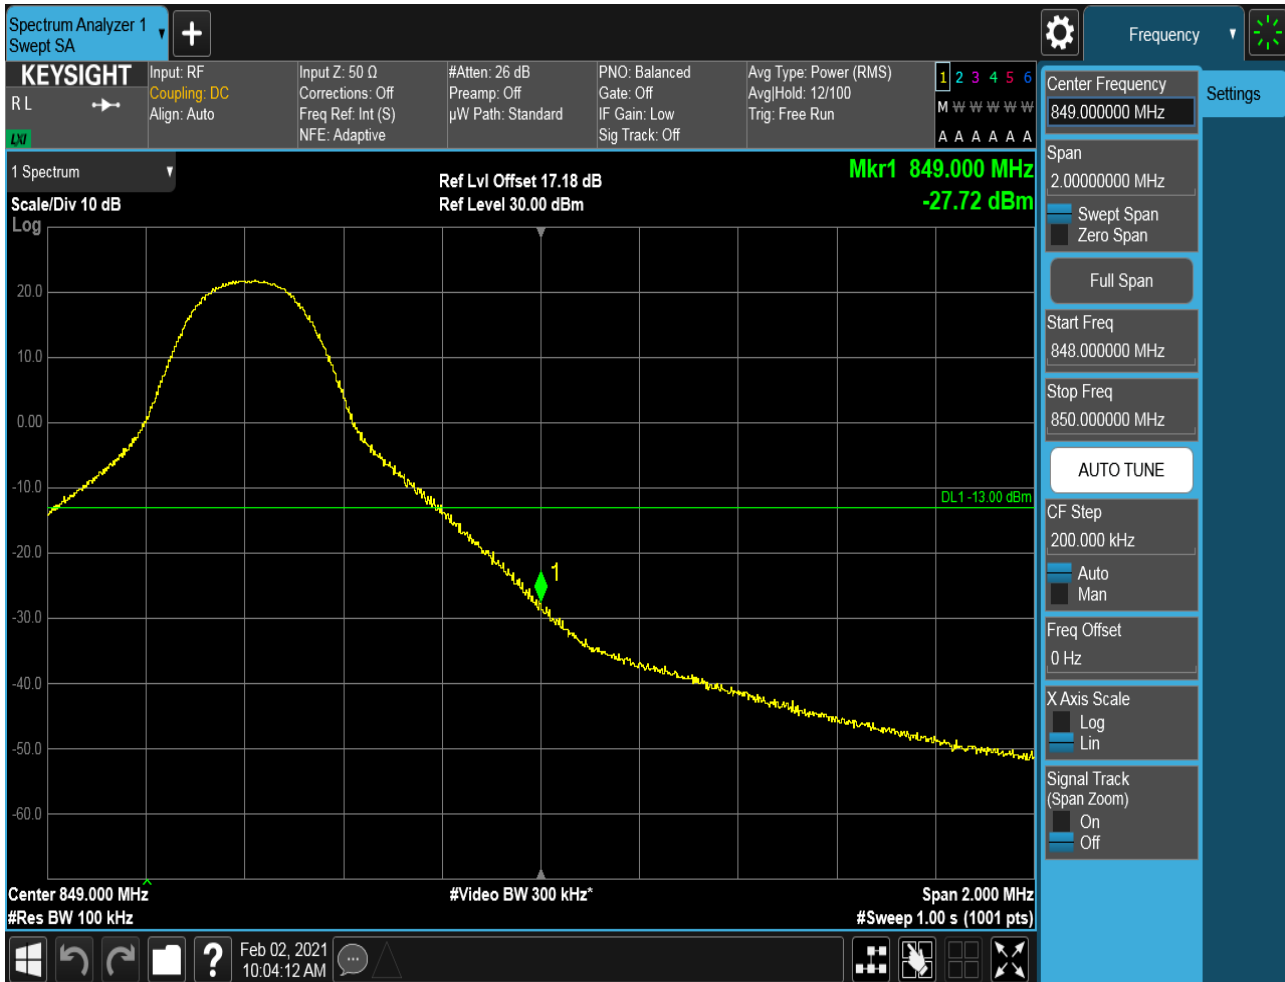 Spectrum Analyzer 1
Swept SA
+
Frequency
KEYSIGHT
R L
LXI
Input: RF
Coupling: DC
Align: Auto
Input Z: 50 Ω
Corrections: Off
Freq Ref: Int (S)
NFE: Adaptive
#Atten: 26 dB
Preamp: Off
µW Path: Standard
PNO: Balanced
Gate: Off
IF Gain: Low
Sig Track: Off
Avg Type: Power (RMS)
Avg|Hold: 12/100
Trig: Free Run
1 2 3 4 5 6
M W W W W W
A A A A A A
1 Spectrum
Scale/Div 10 dB
Log
Ref Lvl Offset 17.18 dB
Ref Level 30.00 dBm
Mkr1 849.000 MHz
-27.72 dBm
20.0
10.0
0.00
-10.0
-20.0
-30.0
-40.0
-50.0
-60.0
DL1 -13.00 dBm
1
Center 849.000 MHz
#Res BW 100 kHz
#Video BW 300 kHz*
Span 2.000 MHz
#Sweep 1.00 s (1001 pts)
Center Frequency
849.000000 MHz
Settings
Span
2.00000000 MHz
Swept Span
Zero Span
Full Span
Start Freq
848.000000 MHz
Stop Freq
850.000000 MHz
AUTO TUNE
CF Step
200.000 kHz
Auto
Man
Freq Offset
0 Hz
X Axis Scale
Log
Lin
Signal Track
(Span Zoom)
On
Off
?
Feb 02, 2021
10:04:12 AM